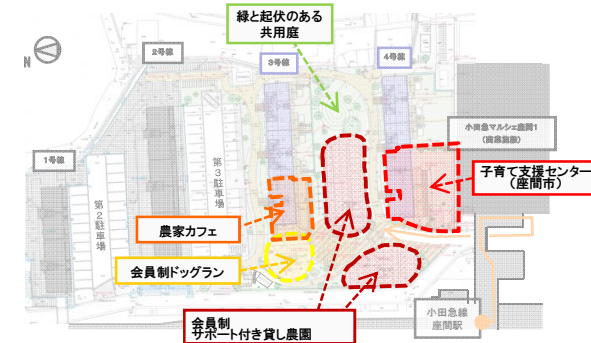 緑と起伏のある
共用庭
N
2号棟
3号棟
4号棟
小田急マルシェ座間1
(商業施設)
1号棟
第2駐車場
第3駐車場
子育て支援センター
(座間市)
農家カフェ
会員制ドッグラン
会員制
サポート付き貸し農園
小田急線
座間駅